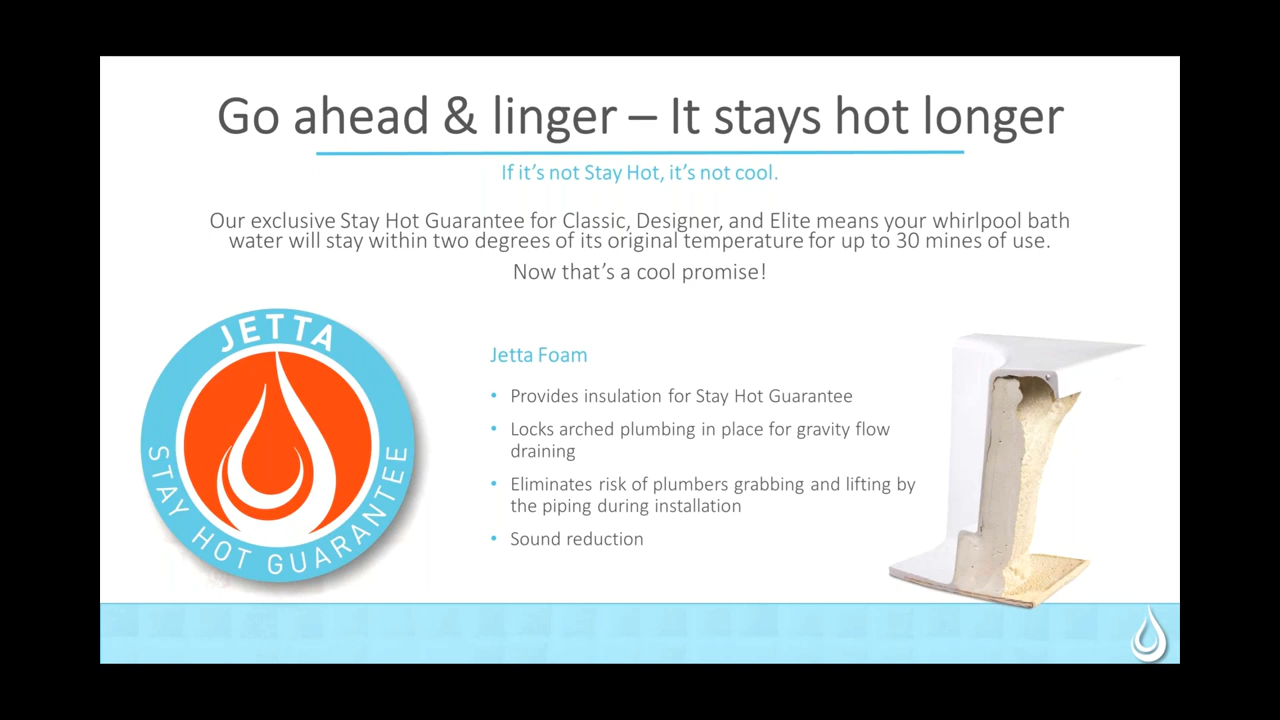 Go ahead & linger – It stays hot longer
If it's not Stay Hot, it's not cool.
Our exclusive Stay Hot Guarantee for Classic, Designer, and Elite means your whirlpool bath
water will stay within two degrees of its original temperature for up to 30 mines of use.
Now that's a cool promise!
JETTA
STAY HOT GUARANTEE
Jetta Foam
• Provides insulation for Stay Hot Guarantee
• Locks arched plumbing in place for gravity flow
draining
• Eliminates risk of plumbers grabbing and lifting by
the piping during installation
• Sound reduction